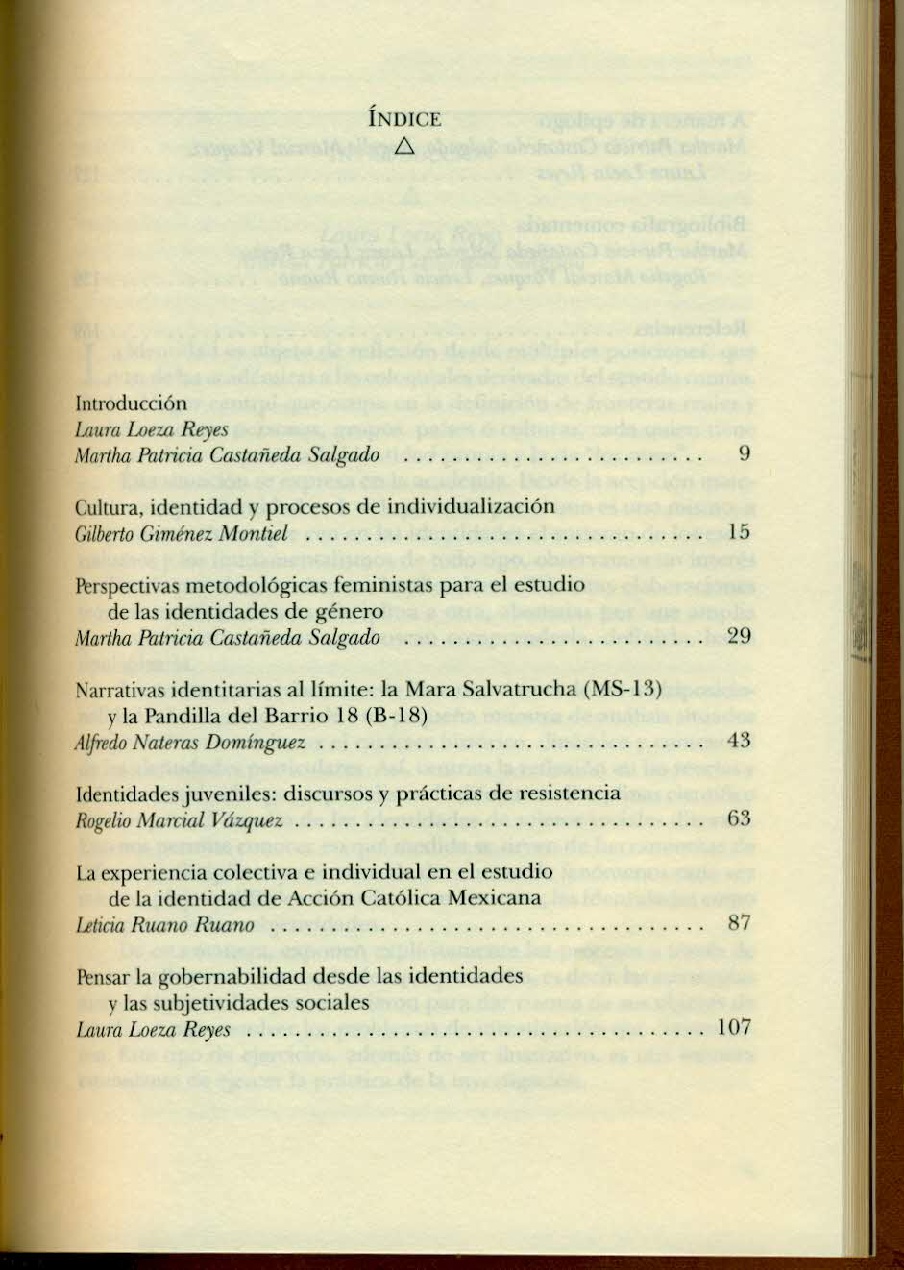 ÍNDICE
△
Introducción
Laura Loeza Reyes
Martha Patricia Castañeda Salgado ......................... 9
Cultura, identidad y procesos de individualización
Gilberto Giménez Montiel ................................. 15
Perspectivas metodológicas feministas para el estudio
de las identidades de género
Martha Patricia Castañeda Salgado ......................... 29
Narrativas identitarias al límite: la Mara Salvatrucha (MS-13)
y la Pandilla del Barrio 18 (B-18)
Alfredo Nateras Domínguez ................................ 43
Identidades juveniles: discursos y prácticas de resistencia
Rogelio Marcial Vázquez .................................. 63
La experiencia colectiva e individual en el estudio
de la identidad de Acción Católica Mexicana
Leticia Ruano Ruano .................................... 87
Pensar la gobernabilidad desde las identidades
y las subjetividades sociales
Laura Loeza Reyes ...................................... 107